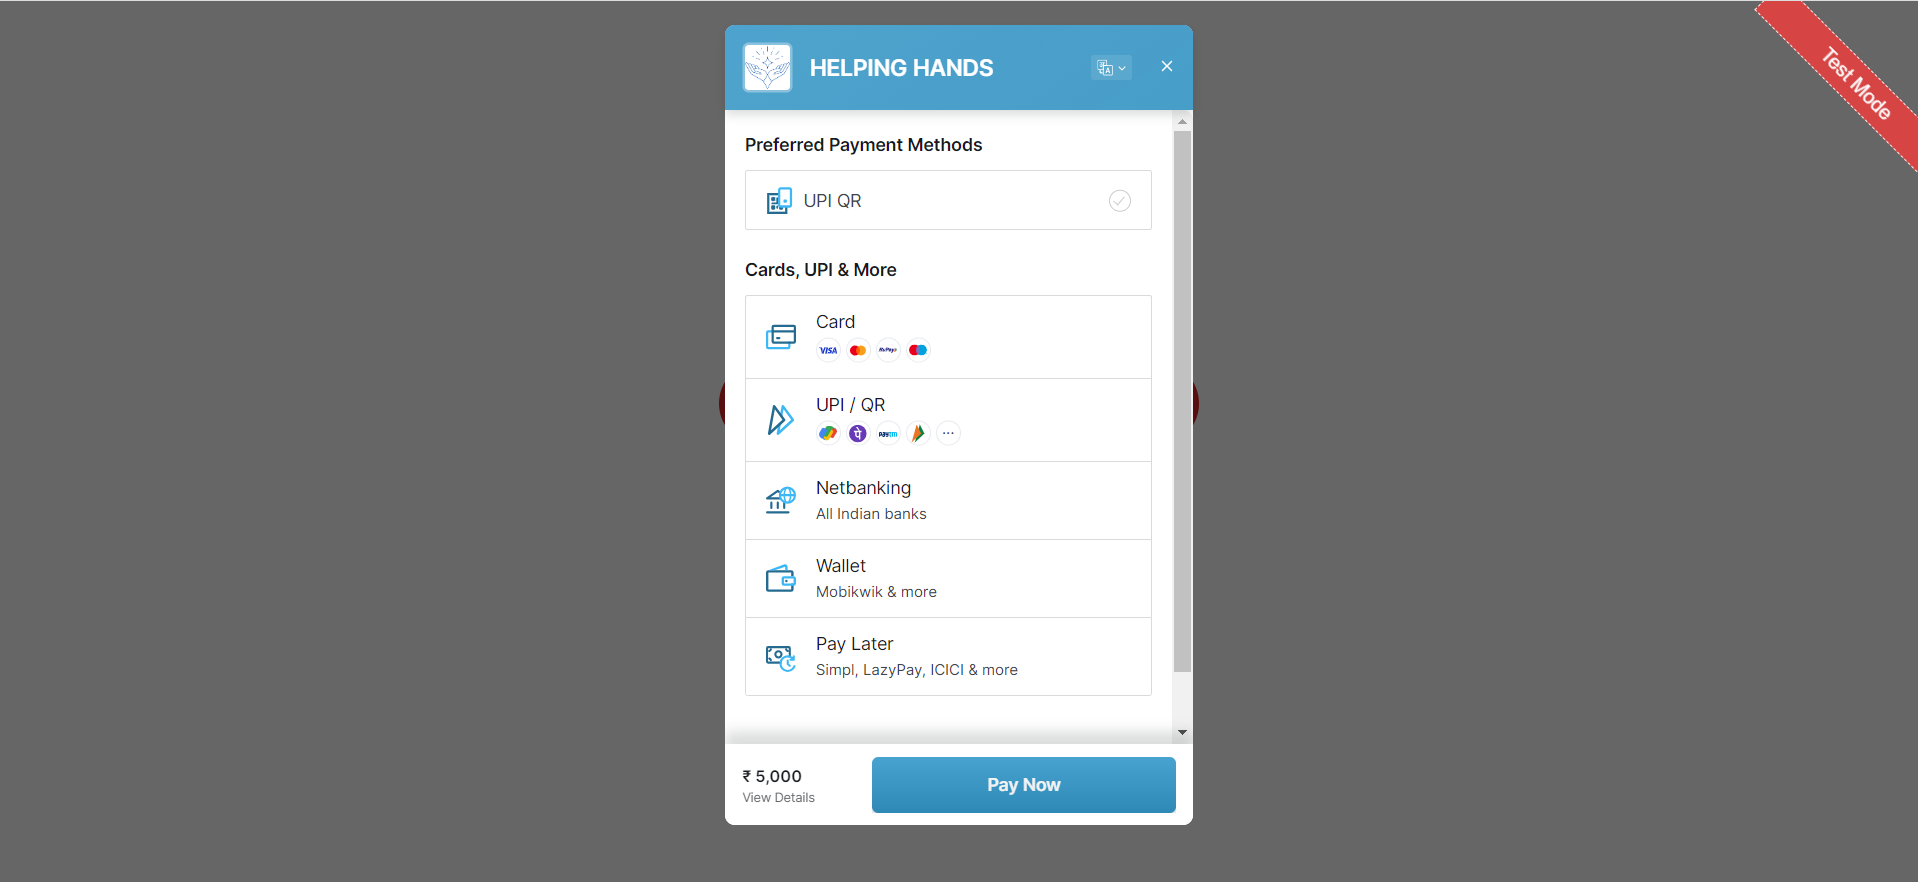 HELPING HANDS
Test Mode
Preferred Payment Methods
UPI QR
Cards, UPI & More
Card
VISA RuPay
UPI / QR
paytm ...
Netbanking
All Indian banks
Wallet
Mobikwik & more
Pay Later
Simpl, LazyPay, ICICI & more
₹ 5,000
View Details
Pay Now